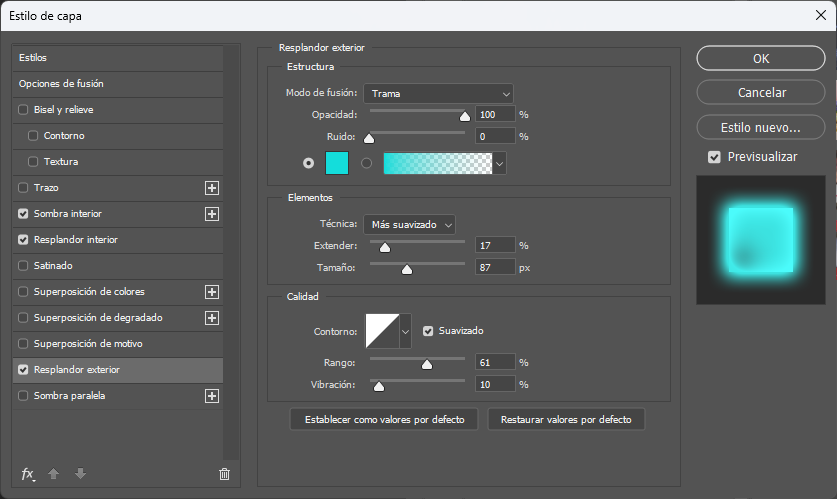 Estilo de capa
Estilos
Opciones de fusión
Bisel y relieve
Contorno
Textura
Trazo
Sombra interior
Resplandor interior
Satinado
Superposición de colores
Superposición de degradado
Superposición de motivo
Resplandor exterior
Sombra paralela
fx
Resplandor exterior
Estructura
Modo de fusión: Trama
Opacidad: 100 %
Ruido: 0 %
Elementos
Técnica: Más suavizado
Extender: 17 %
Tamaño: 87 px
Calidad
Contorno: Suavizado
Rango: 61 %
Vibración: 10 %
Establecer como valores por defecto Restaurar valores por defecto
OK
Cancelar
Estilo nuevo...
Previsualizar